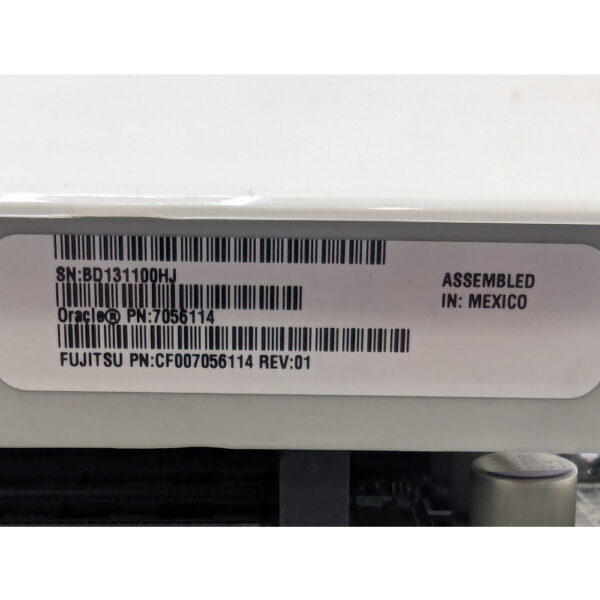 SN:BD131100HJ
Oracle® PN:7056114
FUJITSU PN:CF007056114 REV:01
ASSEMBLED
IN: MEXICO